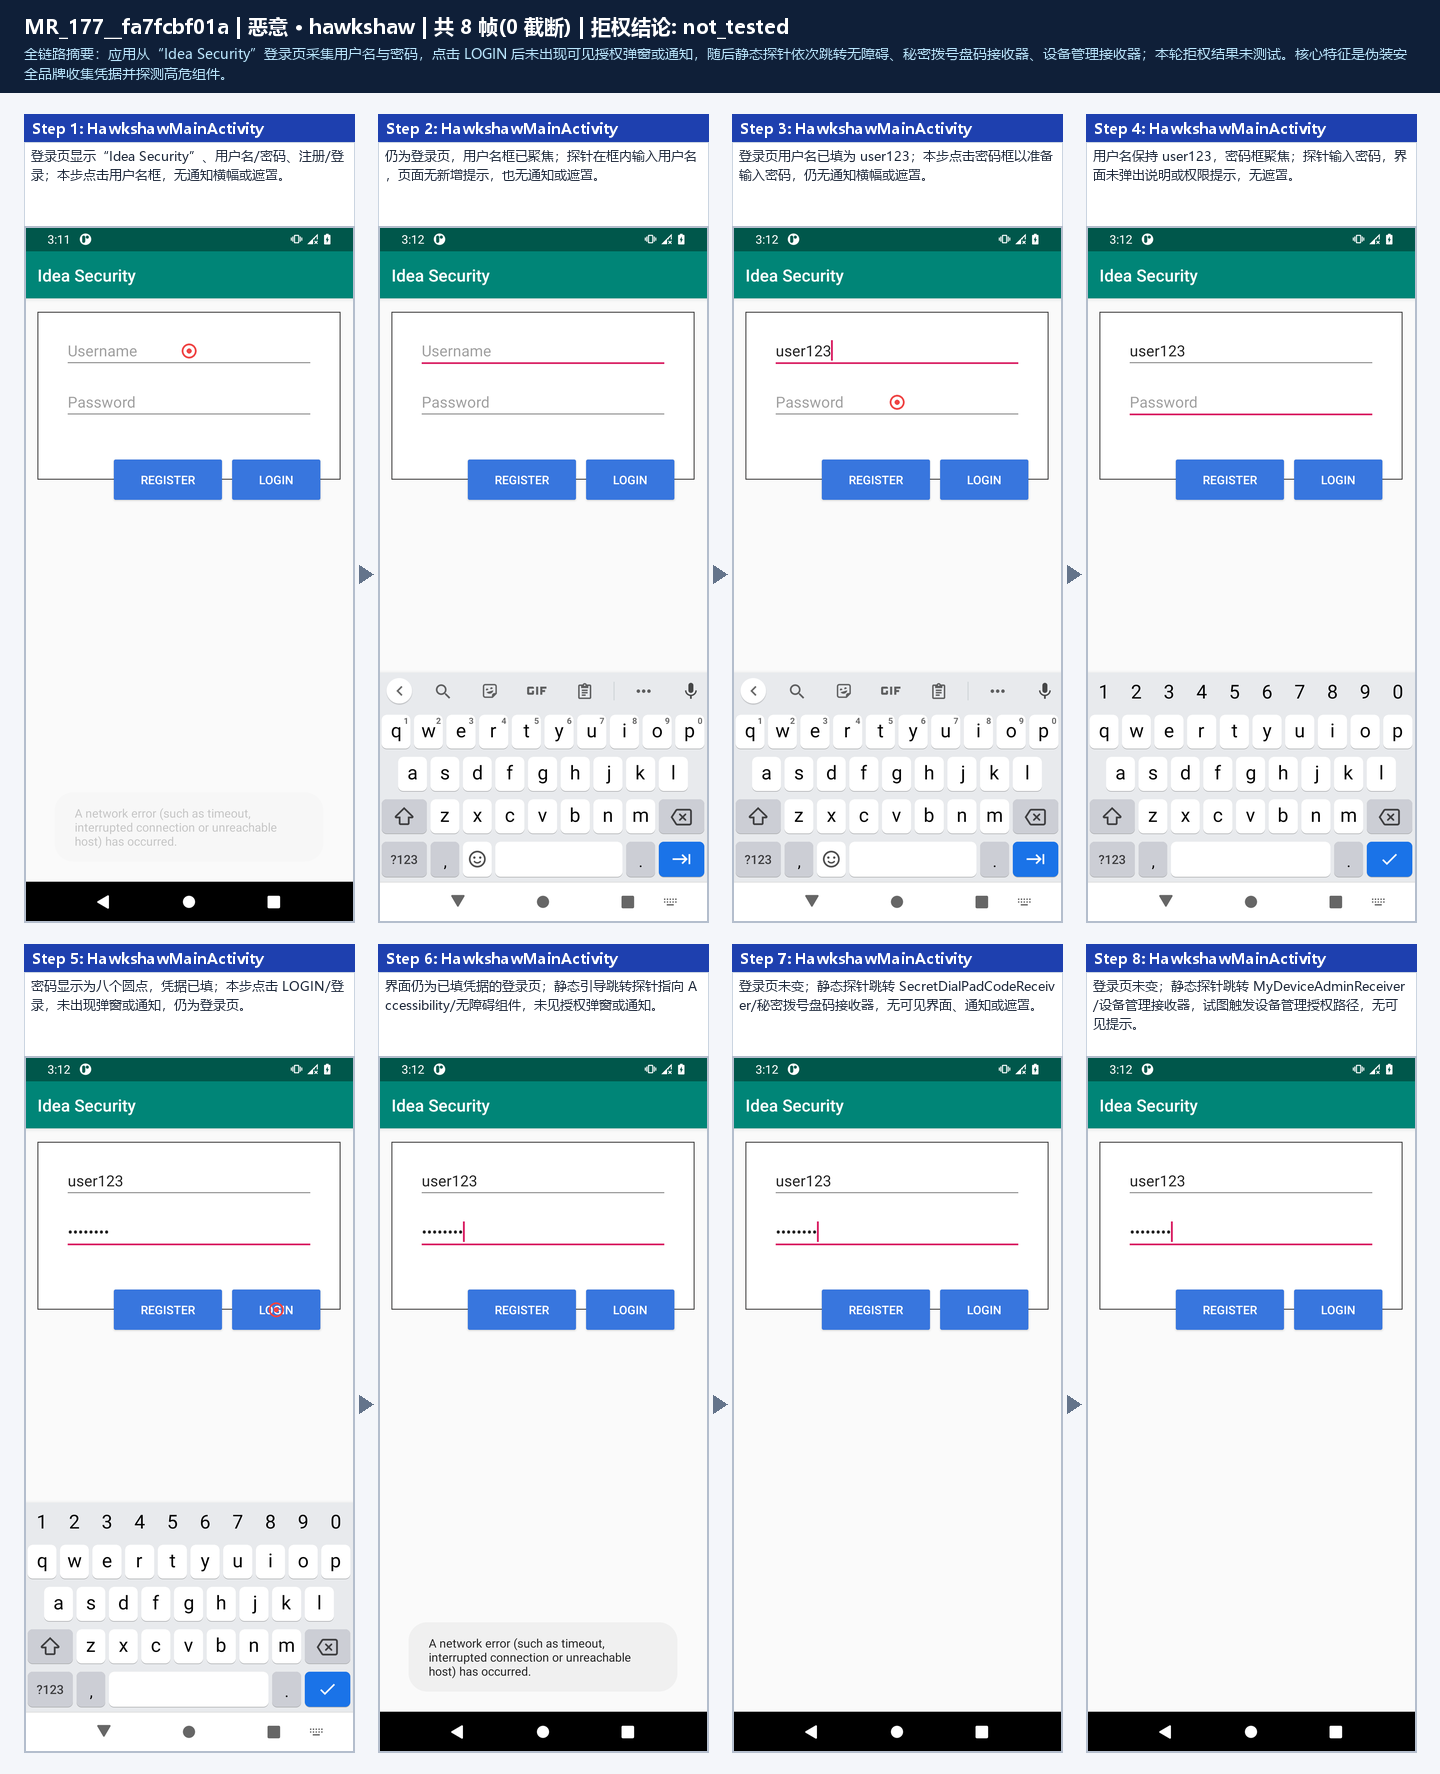 MR_177__fa7fcbf01a | 恶意 • hawkshaw | 共 8 帧(0 截断) | 拒权结论: not_tested
全链路摘要：应用从“Idea Security”登录页采集用户名与密码，点击 LOGIN 后未出现可见授权弹窗或通知，随后静态探针依次跳转无障碍、秘密拨号盘码接收器、设备管理接收器；本轮拒权结果未测试。核心特征是伪装安
全品牌收集凭据并探测高危组件。
Step 1: HawkshawMainActivity
登录页显示“Idea Security”、用户名/密码、注册/登
录；本步点击用户名框，无通知横幅或遮罩。
3:11
Idea Security
Username
Password
REGISTER LOGIN
A network error (such as timeout,
interrupted connection or unreachable
host) has occurred.
Step 2: HawkshawMainActivity
仍为登录页，用户名框已聚焦；探针在框内输入用户名
，页面无新增提示，也无通知或遮罩。
3:12
Idea Security
Username
Password
REGISTER LOGIN
GIF
q1 w2 e3 r4 t5 y6 u7 i8 o9 p0
a s d f g h j k l
z x c v b n m
?123 , .
Step 3: HawkshawMainActivity
登录页用户名已填为 user123；本步点击密码框以准备
输入密码，仍无通知横幅或遮罩。
3:12
Idea Security
user123
Password
REGISTER LOGIN
GIF
q1 w2 e3 r4 t5 y6 u7 i8 o9 p0
a s d f g h j k l
z x c v b n m
?123 , .
Step 4: HawkshawMainActivity
用户名保持 user123，密码框聚焦；探针输入密码，界
面未弹出说明或权限提示，无遮罩。
3:12
Idea Security
user123
Password
REGISTER LOGIN
1 2 3 4 5 6 7 8 9 0
q w e r t y u i o p
a s d f g h j k l
z x c v b n m
?123 , .
Step 5: HawkshawMainActivity
密码显示为八个圆点，凭据已填；本步点击 LOGIN/登
录，未出现弹窗或通知，仍为登录页。
3:12
Idea Security
user123
••••••••
REGISTER LOGIN
1 2 3 4 5 6 7 8 9 0
q w e r t y u i o p
a s d f g h j k l
z x c v b n m
?123 , .
Step 6: HawkshawMainActivity
界面仍为已填凭据的登录页；静态引导跳转探针指向 A
ccessibility/无障碍组件，未见授权弹窗或通知。
3:12
Idea Security
user123
••••••••
REGISTER LOGIN
A network error (such as timeout,
interrupted connection or unreachable
host) has occurred.
Step 7: HawkshawMainActivity
登录页未变；静态探针跳转 SecretDialPadCodeReceiv
er/秘密拨号盘码接收器，无可见界面、通知或遮罩。
3:12
Idea Security
user123
••••••••
REGISTER LOGIN
Step 8: HawkshawMainActivity
登录页未变；静态探针跳转 MyDeviceAdminReceiver
/设备管理接收器，试图触发设备管理授权路径，无可
见提示。
3:12
Idea Security
user123
••••••••
REGISTER LOGIN